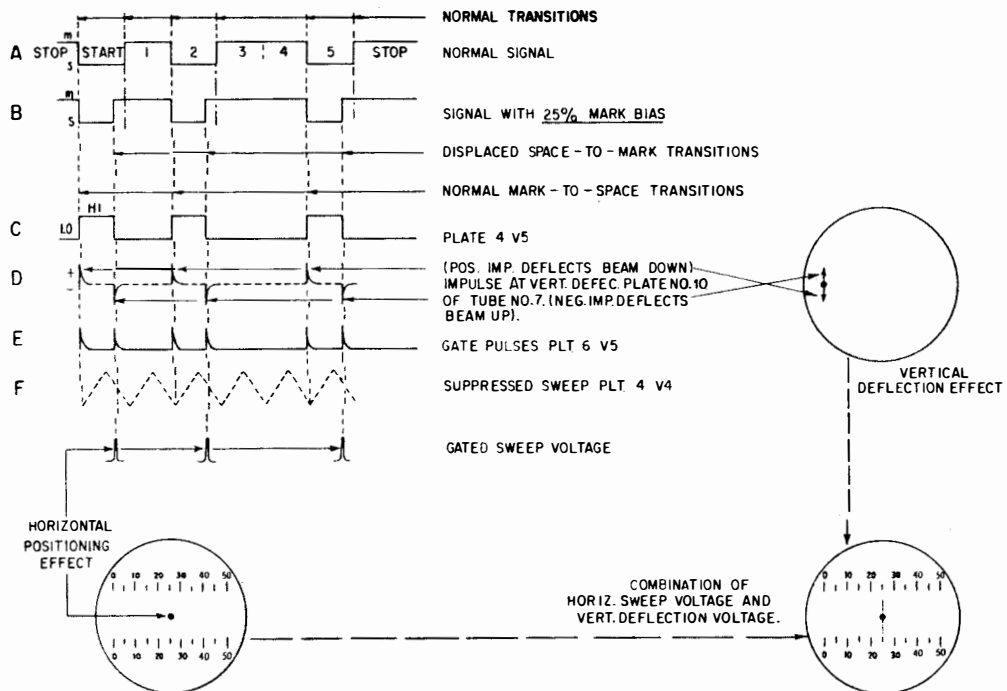 NORMAL TRANSITIONS
A STOP m s START 1 2 3 4 5 STOP NORMAL SIGNAL
B m s SIGNAL WITH 25% MARK BIAS
DISPLACED SPACE-TO-MARK TRANSITIONS
NORMAL MARK-TO-SPACE TRANSITIONS
C LO HI PLATE 4 V5
D + - (POS. IMP. DEFLECTS BEAM DOWN)
IMPULSE AT VERT. DEFEC. PLATE NO. 10
OF TUBE NO. 7. (NEG. IMP. DEFLECTS
BEAM UP).
E GATE PULSES PLT. 6 V5
F SUPPRESSED SWEEP PLT. 4 V4
VERTICAL
DEFLECTION EFFECT
GATED SWEEP VOLTAGE
HORIZONTAL
POSITIONING
EFFECT
0 10 20 30 40 50
0 10 20 30 40 50
COMBINATION OF
HORIZ. SWEEP VOLTAGE AND
VERT. DEFLECTION VOLTAGE.
0 10 20 30 40 50
0 10 20 30 40 50